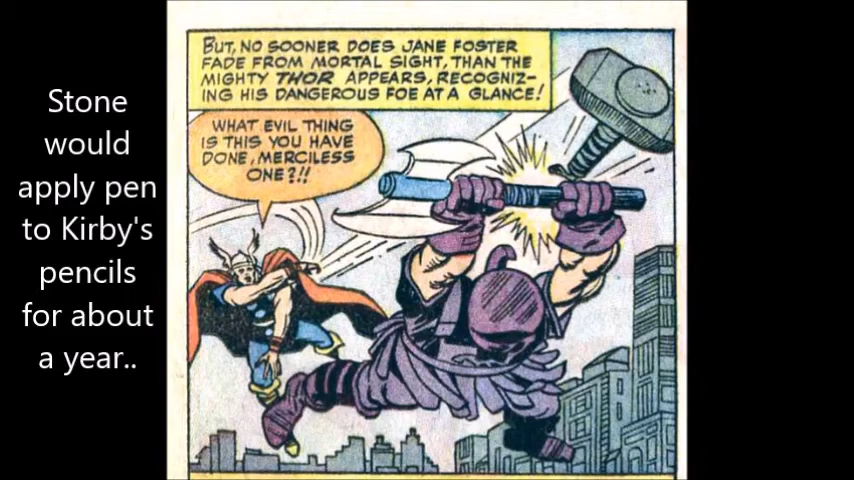 Stone
would
apply pen
to Kirby's
pencils
for about
a year..
BUT, NO SOONER DOES JANE FOSTER
FADE FROM MORTAL SIGHT, THAN THE
MIGHTY THOR APPEARS, RECOGNIZ-
ING HIS DANGEROUS FOE AT A GLANCE!
WHAT EVIL THING
IS THIS YOU HAVE
DONE, MERCILESS
ONE?!!